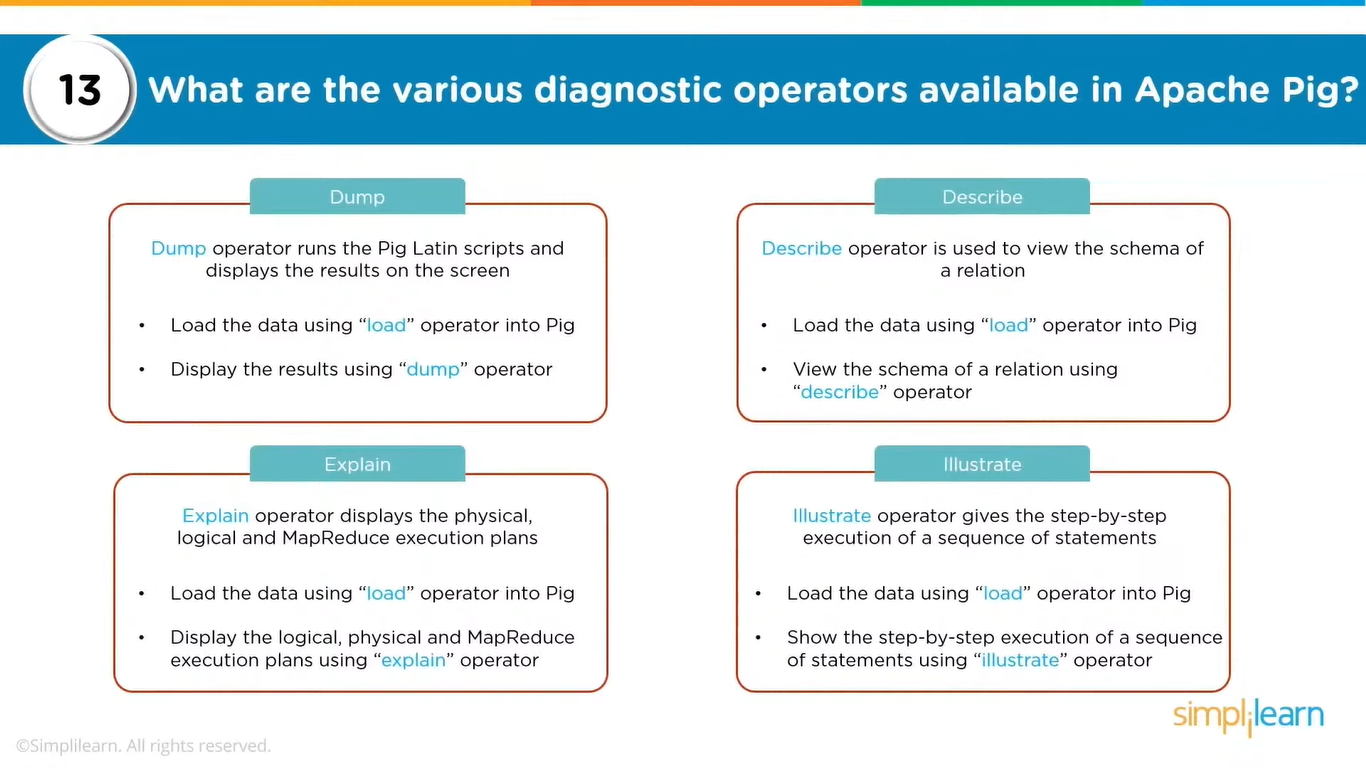 13
What are the various diagnostic operators available in Apache Pig?
Dump
Dump operator runs the Pig Latin scripts and
displays the results on the screen
• Load the data using “load” operator into Pig
• Display the results using “dump” operator
Describe
Describe operator is used to view the schema of
a relation
• Load the data using “load” operator into Pig
• View the schema of a relation using
“describe” operator
Explain
Explain operator displays the physical,
logical and MapReduce execution plans
• Load the data using “load” operator into Pig
• Display the logical, physical and MapReduce
execution plans using “explain” operator
Illustrate
Illustrate operator gives the step-by-step
execution of a sequence of statements
• Load the data using “load” operator into Pig
• Show the step-by-step execution of a sequence
of statements using “illustrate” operator
simplilearn
©Simplilearn. All rights reserved.